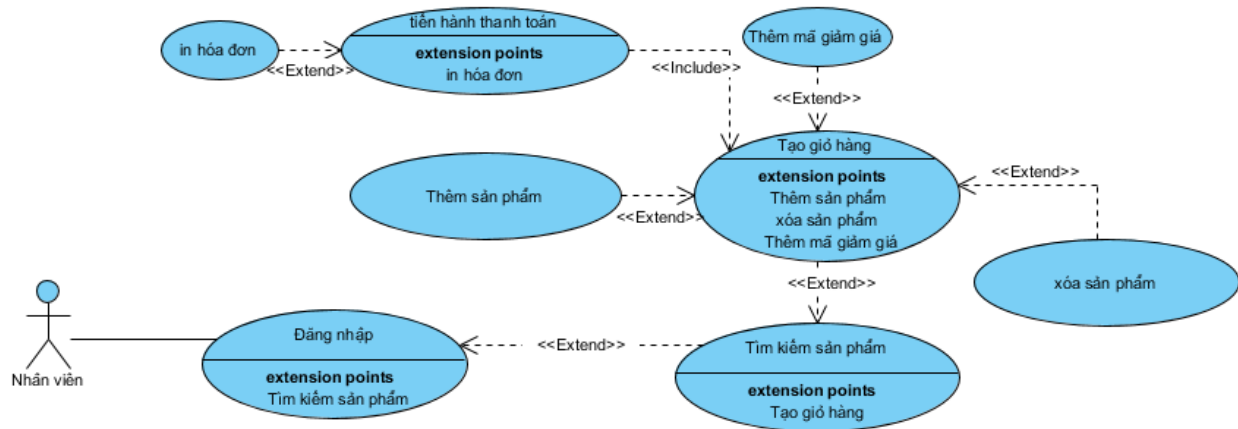 in hóa đơn
<<Extend>>
tiến hành thanh toán
extension points
in hóa đơn
<<Include>>
Thêm mã giảm giá
<<Extend>>
Thêm sản phẩm
<<Extend>>
Tạo giỏ hàng
extension points
Thêm sản phẩm
xóa sản phẩm
Thêm mã giảm giá
<<Extend>>
xóa sản phẩm
<<Extend>>
Nhân viên
Đăng nhập
extension points
Tìm kiếm sản phẩm
<<Extend>>
Tìm kiếm sản phẩm
extension points
Tạo giỏ hàng